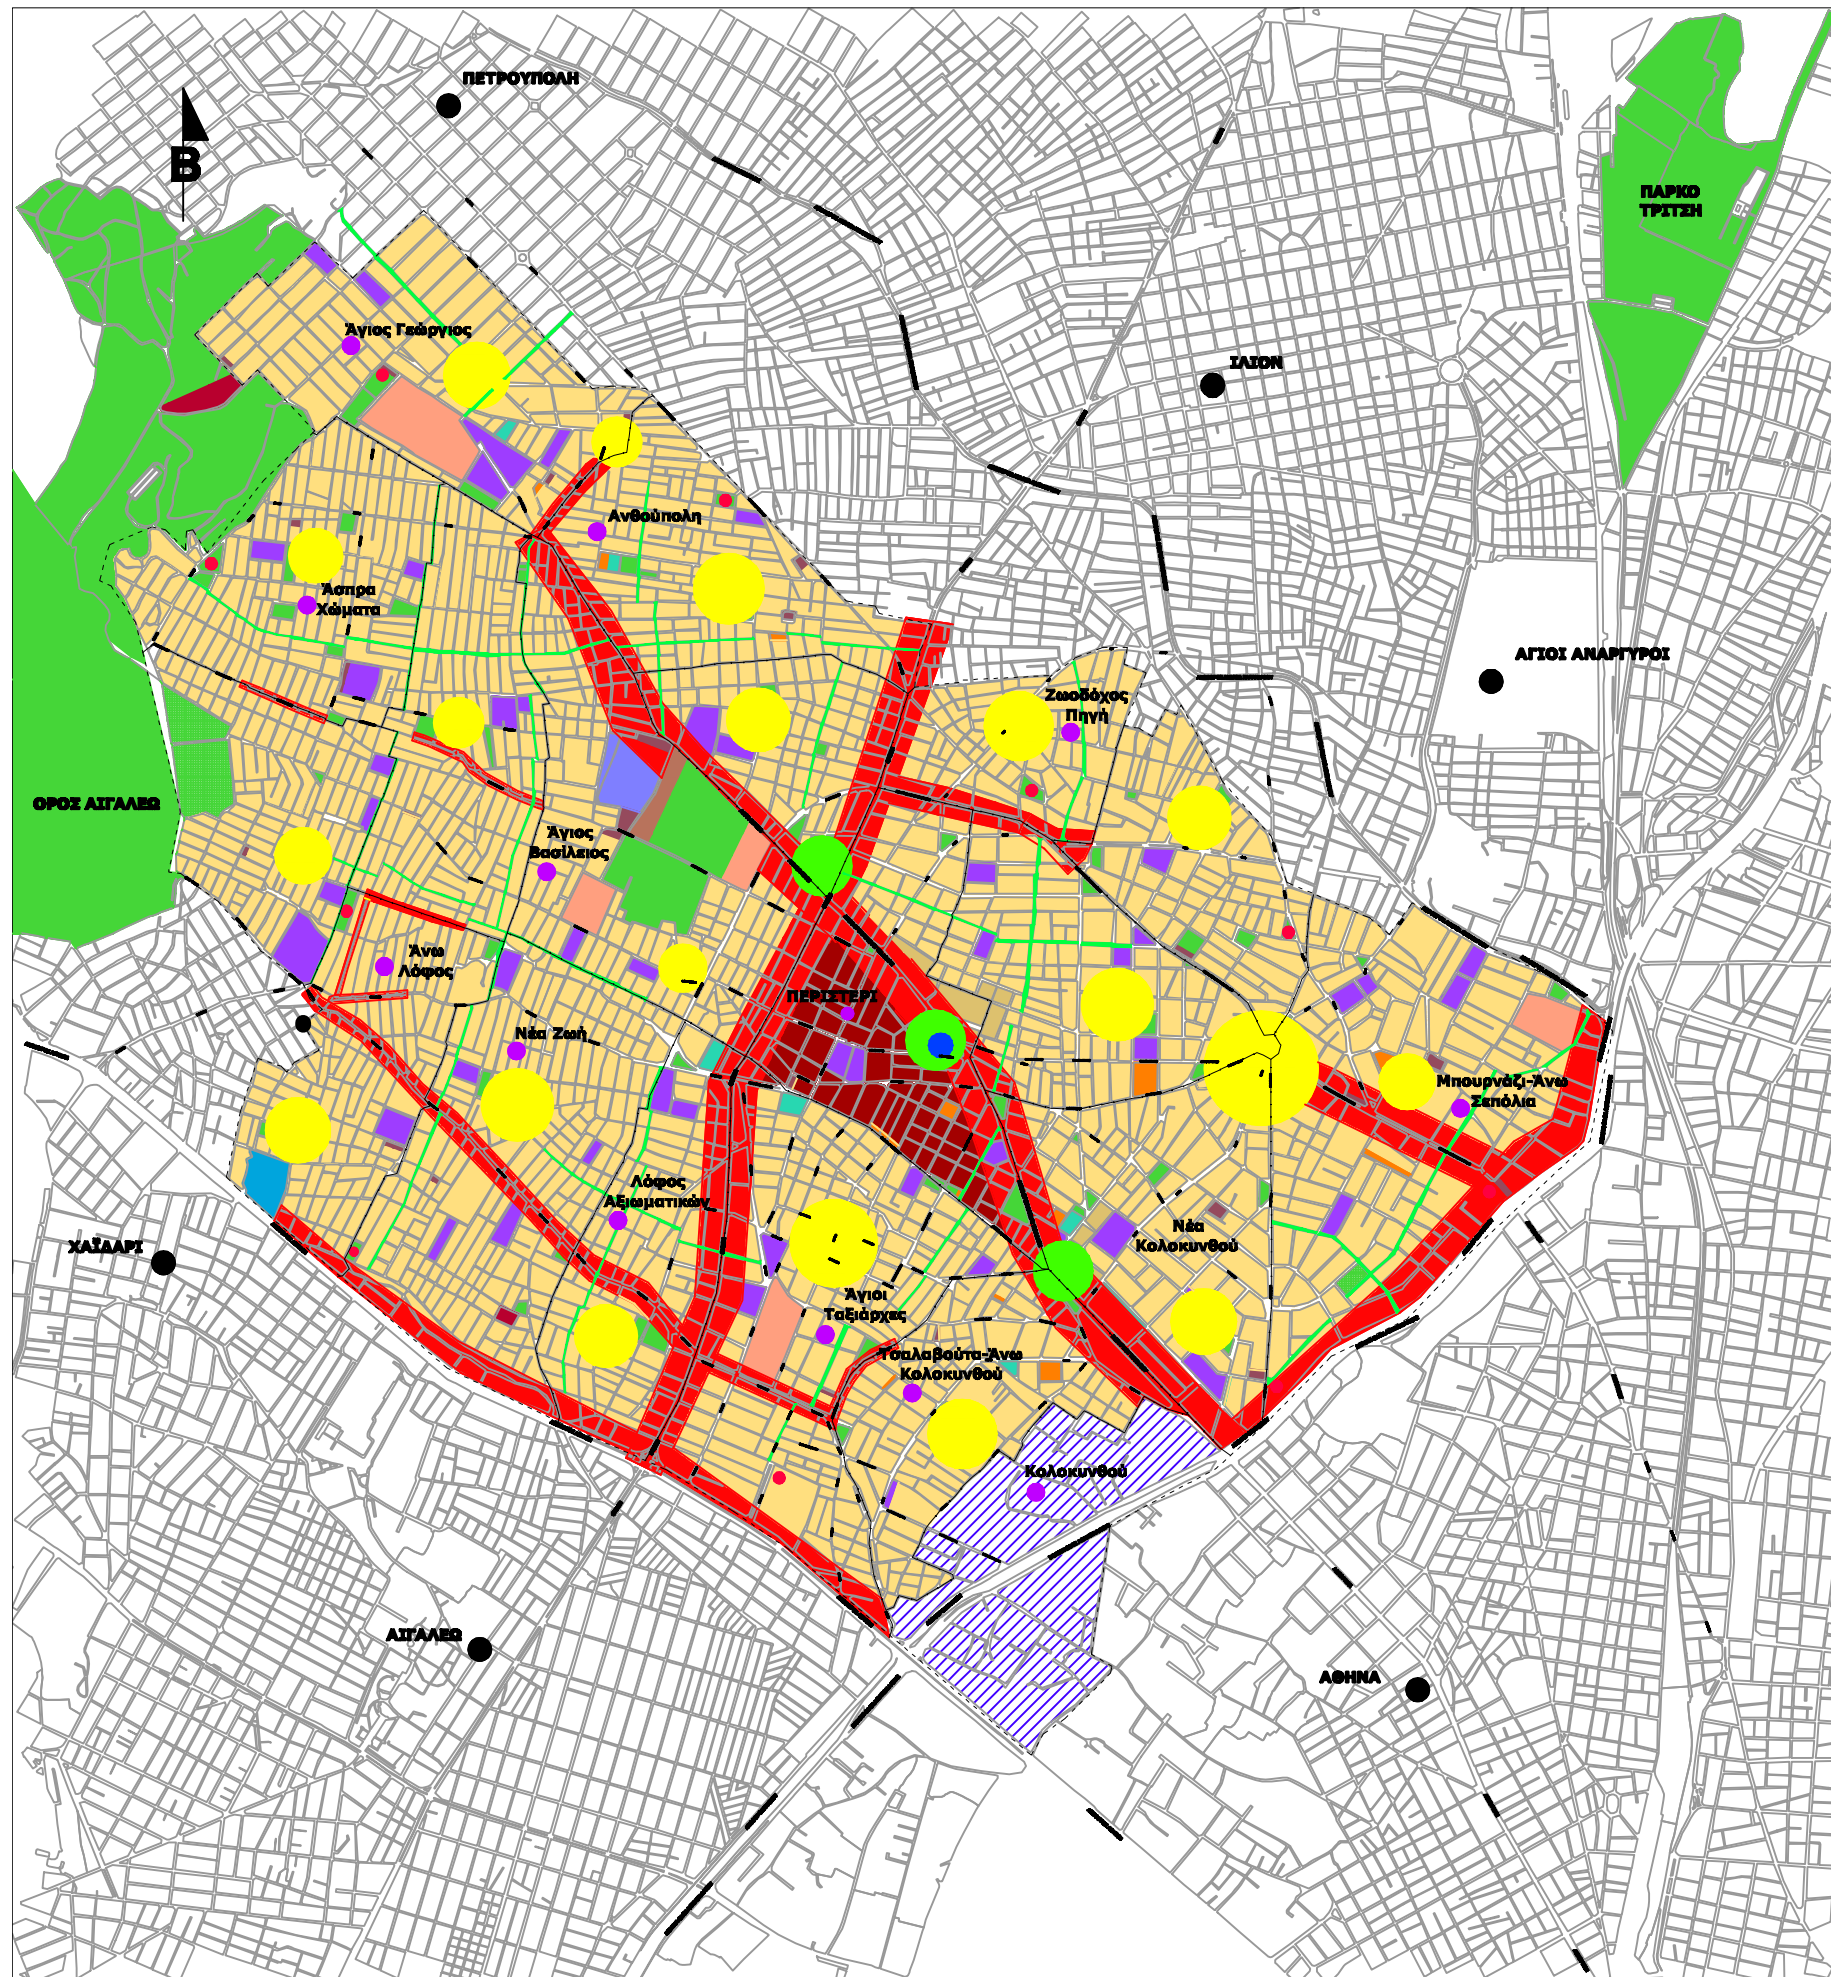 ΠΕΤΡΟΥΠΟΛΗ
Β
ΠΑΡΚΟ
ΤΡΙΤΣΗ
Άγιος Γεώργιος
ΙΛΙΟΝ
Ανθούπολη
Άσπρα
Χώματα
ΑΓΙΟΙ ΑΝΑΡΓΥΡΟΙ
Ζωοδόχος
Πηγή
ΟΡΟΣ ΑΙΓΑΛΕΩ
Άγιος
Βασίλειος
Άνω
Λόφος
ΠΕΡΙΣΤΕΡΙ
Νέα Ζωή
Μπουρνάζι-Άνω
Σεπόλια
Λόφος
Αξιωματικών
Νέα
Κολοκυνθού
ΧΑΪΔΑΡΙ
Άγιοι
Ταξιάρχες
Τσαλαβούτα-Άνω
Κολοκυνθού
Κολοκυνθού
ΑΙΓΑΛΕΩ
ΑΘΗΝΑ